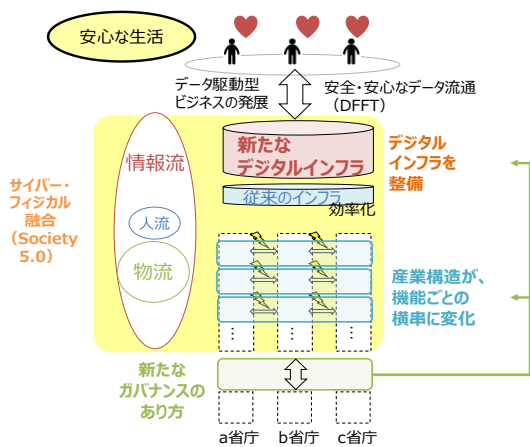 安心な生活
データ駆動型
ビジネスの発展
安全・安心なデータ流通
（DFFT）
新たな
デジタルインフラ
従来のインフラ
効率化
デジタル
インフラを
整備
情報流
人流
物流
サイバー・
フィジカル
融合
（Society
5.0）
産業構造が、
機能ごとの
横串に変化
⋮
⋮
⋮
新たな
ガバナンスの
あり方
a省庁
b省庁
c省庁